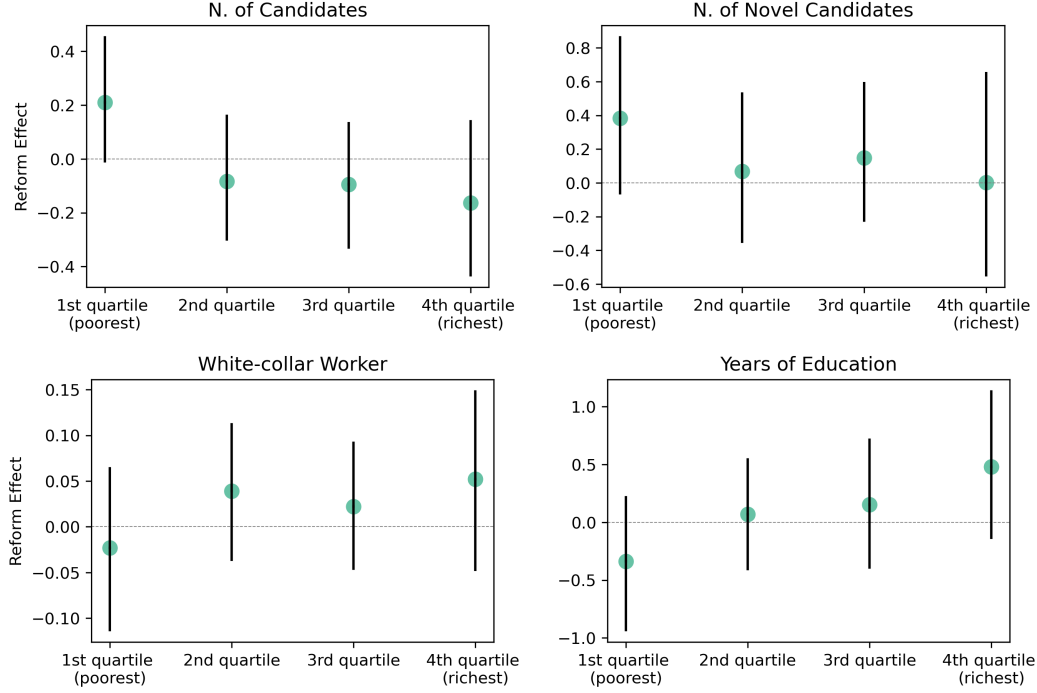 N. of Candidates
Reform Effect
0.4
0.2
0.0
−0.2
−0.4
1st quartile
(poorest)
2nd quartile
3rd quartile
4th quartile
(richest)
N. of Novel Candidates
0.8
0.6
0.4
0.2
0.0
−0.2
−0.4
−0.6
1st quartile
(poorest)
2nd quartile
3rd quartile
4th quartile
(richest)
White-collar Worker
Reform Effect
0.15
0.10
0.05
0.00
−0.05
−0.10
1st quartile
(poorest)
2nd quartile
3rd quartile
4th quartile
(richest)
Years of Education
1.0
0.5
0.0
−0.5
−1.0
1st quartile
(poorest)
2nd quartile
3rd quartile
4th quartile
(richest)